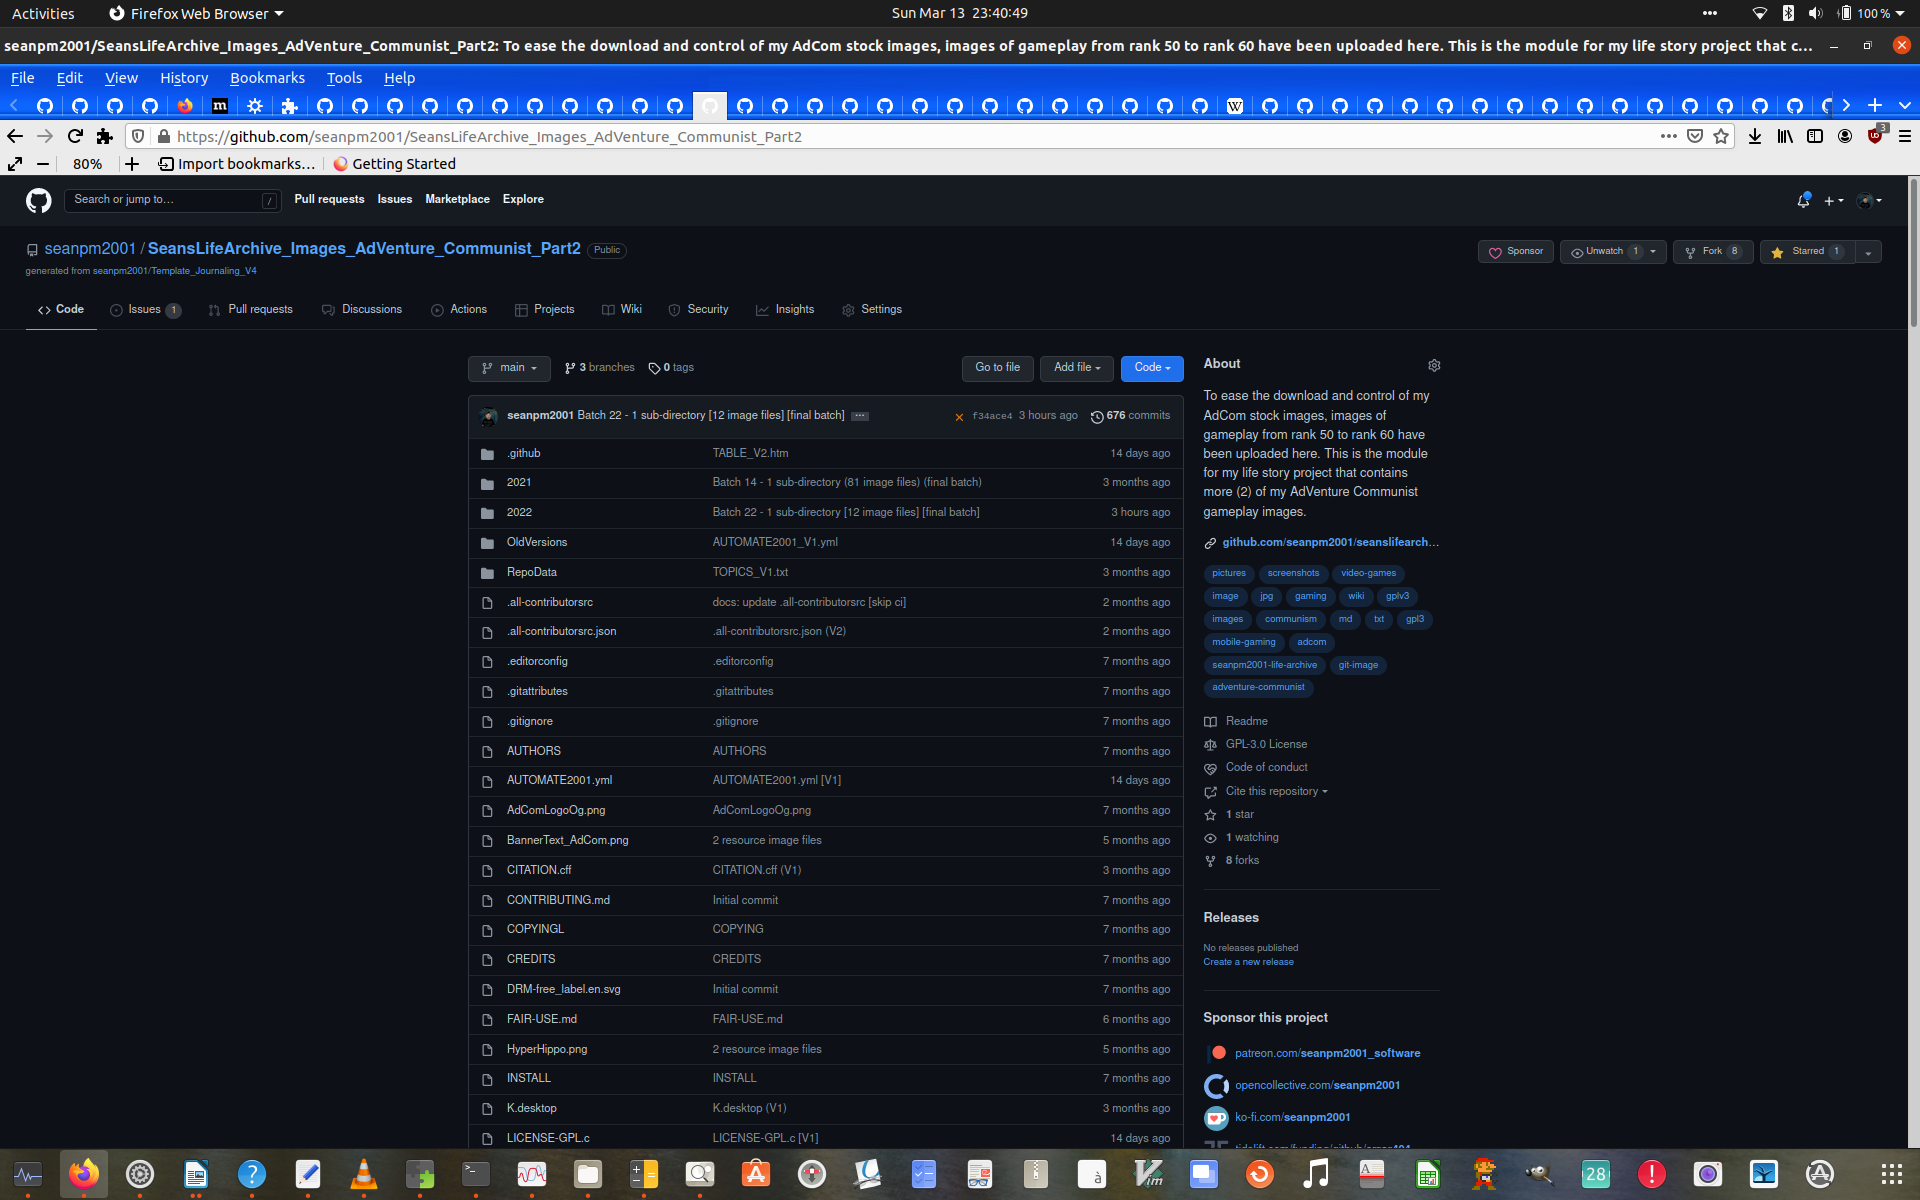 Activities
Firefox Web Browser
Sun Mar 13 23:40:49
100 %
seanpm2001/SeansLifeArchive_Images_AdVenture_Communist_Part2: To ease the download and control of my AdCom stock images, images of gameplay from rank 50 to rank 60 have been uploaded here. This is the module for my life story project that c…
File Edit View History Bookmarks Tools Help
https://github.com/seanpm2001/SeansLifeArchive_Images_AdVenture_Communist_Part2
3
80%
Import bookmarks…
Getting Started
Search or jump to…
/
Pull requests Issues Marketplace Explore
seanpm2001 / SeansLifeArchive_Images_AdVenture_Communist_Part2 Public
generated from seanpm2001/Template_Journaling_V4
Sponsor
Unwatch 1
Fork 8
Starred 1
Code
Issues 1
Pull requests
Discussions
Actions
Projects
Wiki
Security
Insights
Settings
main
3 branches
0 tags
Go to file
Add file
Code
seanpm2001 Batch 22 - 1 sub-directory [12 image files] [final batch] f34ace4 3 hours ago 676 commits
.github TABLE_V2.htm 14 days ago
2021 Batch 14 - 1 sub-directory (81 image files) (final batch) 3 months ago
2022 Batch 22 - 1 sub-directory [12 image files] [final batch] 3 hours ago
OldVersions AUTOMATE2001_V1.yml 14 days ago
RepoData TOPICS_V1.txt 3 months ago
.all-contributorsrc docs: update .all-contributorsrc [skip ci] 2 months ago
.all-contributorsrc.json .all-contributorsrc.json (V2) 2 months ago
.editorconfig .editorconfig 7 months ago
.gitattributes .gitattributes 7 months ago
.gitignore .gitignore 7 months ago
AUTHORS AUTHORS 7 months ago
AUTOMATE2001.yml AUTOMATE2001.yml [V1] 14 days ago
AdComLogoOg.png AdComLogoOg.png 7 months ago
BannerText_AdCom.png 2 resource image files 5 months ago
CITATION.cff CITATION.cff (V1) 3 months ago
CONTRIBUTING.md Initial commit 7 months ago
COPYINGL COPYING 7 months ago
CREDITS CREDITS 7 months ago
DRM-free_label.en.svg Initial commit 7 months ago
FAIR-USE.md FAIR-USE.md 6 months ago
HyperHippo.png 2 resource image files 5 months ago
INSTALL INSTALL 7 months ago
K.desktop K.desktop (V1) 3 months ago
LICENSE-GPL.c LICENSE-GPL.c [V1] 14 days ago
About
To ease the download and control of my
AdCom stock images, images of
gameplay from rank 50 to rank 60 have
been uploaded here. This is the module
for my life story project that contains
more (2) of my AdVenture Communist
gameplay images.
github.com/seanpm2001/seanslifearch…
pictures screenshots video-games
image jpg gaming wiki gplv3
images communism md txt gpl3
mobile-gaming adcom
seanpm2001-life-archive git-image
adventure-communist
Readme
GPL-3.0 License
Code of conduct
Cite this repository
1 star
1 watching
8 forks
Releases
No releases published
Create a new release
Sponsor this project
patreon.com/seanpm2001_software
opencollective.com/seanpm2001
ko-fi.com/seanpm2001
28